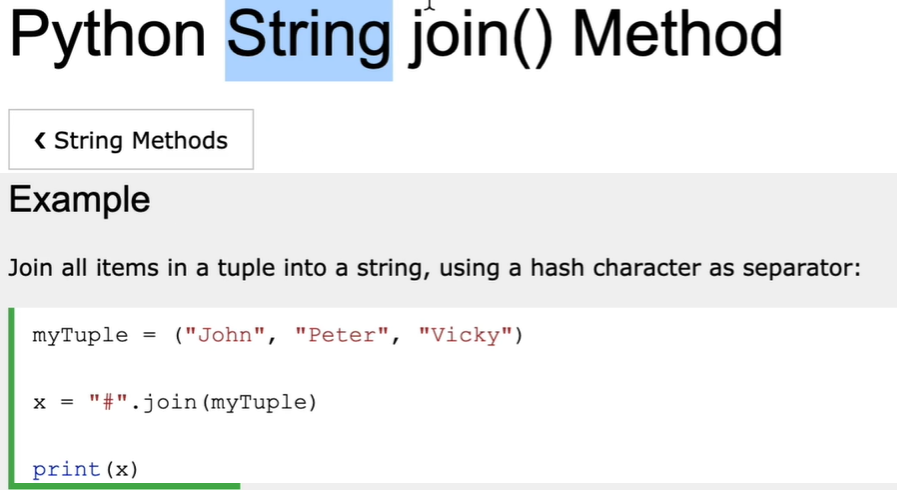 Python String join() Method
❮ String Methods
Example
Join all items in a tuple into a string, using a hash character as separator:
myTuple = ("John", "Peter", "Vicky")
x = "#".join(myTuple)
print(x)